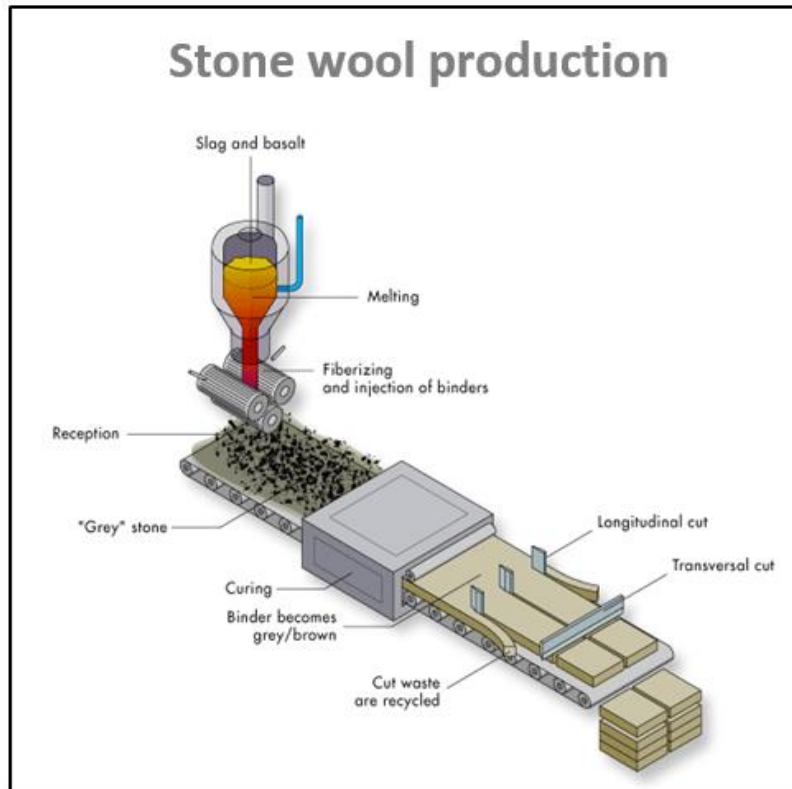 Stone wool production
Slag and basalt
Melting
Fiberizing
and injection of binders
Reception
"Grey" stone
Longitudinal cut
Transversal cut
Curing
Binder becomes
grey/brown
Cut waste
are recycled